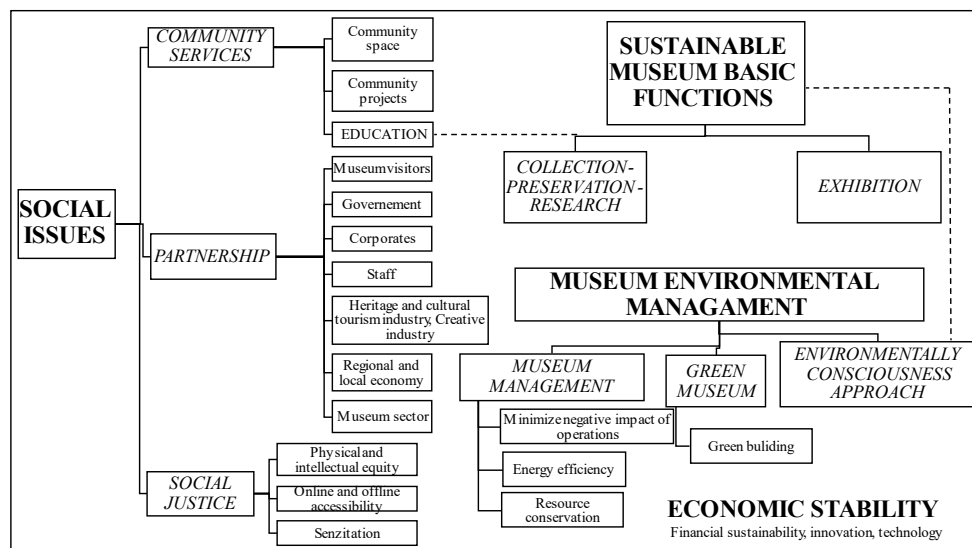 SOCIAL
ISSUES
COMMUNITY
SERVICES
Community
space
Community
projects
EDUCATION
PARTNERSHIP
Museumvisitors
Governement
Corporates
Staff
Heritage and cultural
tourism industry, Creative
industry
Regional and
local economy
Museum sector
SOCIAL
JUSTICE
Physical and
intellectual equity
Online and offline
accessibility
Senzitation
SUSTAINABLE
MUSEUM BASIC
FUNCTIONS
COLLECTION-
PRESERVATION-
RESEARCH
EXHIBITION
MUSEUM ENVIRONMENTAL
MANAGAMENT
MUSEUM
MANAGEMENT
Minimize negative impact of
operations
Energy efficiency
Resource
conservation
GREEN
MUSEUM
Green buliding
ENVIRONMENTALLY
CONSCIOUSNESS
APPROACH
ECONOMIC STABILITY
Financial sustainability, innovation, technology